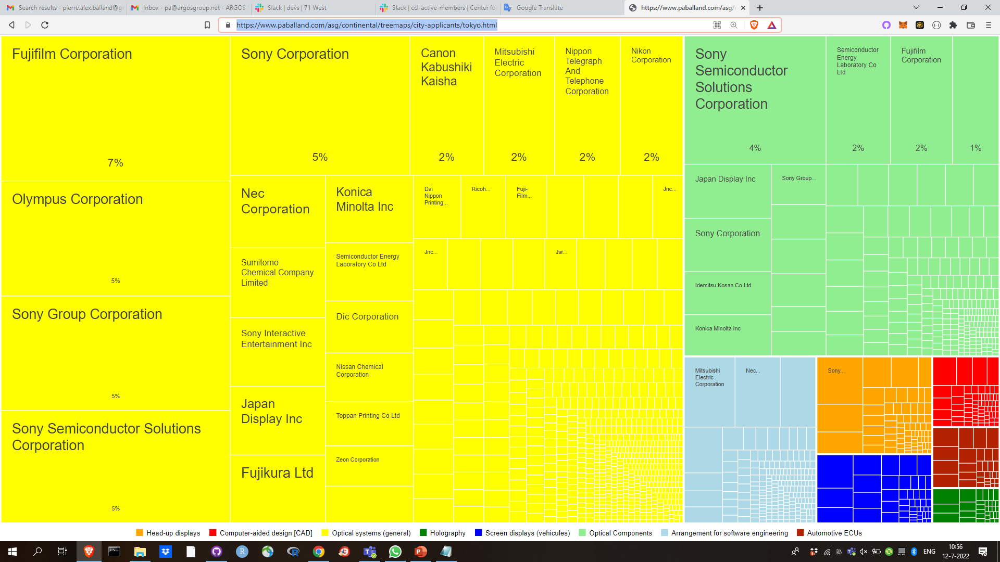 Search results - pierre.alex.balland@g
Inbox - pa@argosgroup.net - ARGOS
Slack | devs | 71 West
Slack | ccl-active-members | Center fo
Google Translate
https://www.paballand.com/asg/c
https://www.paballand.com/asg/continental/treemaps/city-applicants/tokyo.html
Fujifilm Corporation
7%
Olympus Corporation
5%
Sony Group Corporation
5%
Sony Semiconductor Solutions
Corporation
5%
Sony Corporation
5%
Canon
Kabushiki
Kaisha
2%
Mitsubishi
Electric
Corporation
2%
Nippon
Telegraph
And
Telephone
Corporation
2%
Nikon
Corporation
2%
Nec
Corporation
Sumitomo
Chemical Company
Limited
Sony Interactive
Entertainment Inc
Japan
Display Inc
Fujikura Ltd
Konica
Minolta Inc
Semiconductor Energy
Laboratory Co Ltd
Dic Corporation
Nissan Chemical
Corporation
Toppan Printing Co Ltd
Zeon Corporation
Dai
Nippon
Printing...
Ricoh...
Fuji-
Film...
Jnc...
Jnc...
Jsr...
Sony
Semiconductor
Solutions
Corporation
4%
Semiconductor
Energy
Laboratory Co
Ltd
2%
Fujifilm
Corporation
2%
1%
Japan Display Inc
Sony Group...
Sony Corporation
Idemitsu Kosan Co Ltd
Konica Minolta Inc
Mitsubishi
Electric
Corporation
Nec...
Sony...
Head-up displays
Computer-aided design [CAD]
Optical systems (general)
Holography
Screen displays (vehicules)
Optical Components
Arrangement for software engineering
Automotive ECUs
ENG
10:56
12-7-2022